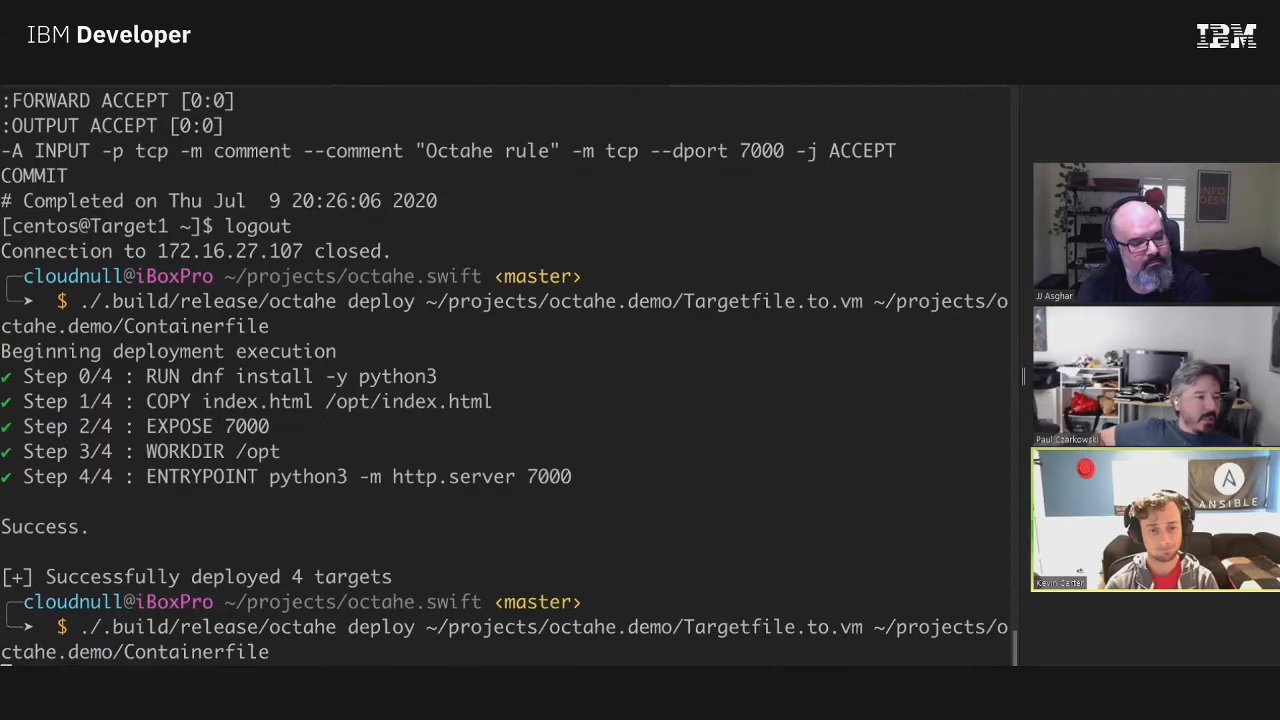 IBM Developer
IBM
:FORWARD ACCEPT [0:0]
:OUTPUT ACCEPT [0:0]
-A INPUT -p tcp -m comment --comment "Octahe rule" -m tcp --dport 7000 -j ACCEPT
COMMIT
# Completed on Thu Jul  9 20:26:06 2020
[centos@Target1 ~]$ logout
Connection to 172.16.27.107 closed.
cloudnull@iBoxPro ~/projects/octahe.swift ‹master›
$ ./.build/release/octahe deploy ~/projects/octahe.demo/Targetfile.to.vm ~/projects/o
ctahe.demo/Containerfile
Beginning deployment execution
✔ Step 0/4 : RUN dnf install -y python3
✔ Step 1/4 : COPY index.html /opt/index.html
✔ Step 2/4 : EXPOSE 7000
✔ Step 3/4 : WORKDIR /opt
✔ Step 4/4 : ENTRYPOINT python3 -m http.server 7000
Success.
[+] Successfully deployed 4 targets
cloudnull@iBoxPro ~/projects/octahe.swift ‹master›
$ ./.build/release/octahe deploy ~/projects/octahe.demo/Targetfile.to.vm ~/projects/o
ctahe.demo/Containerfile
JJ Asghar
Paul Czarkowski
ANSIBLE
Kevin Carter